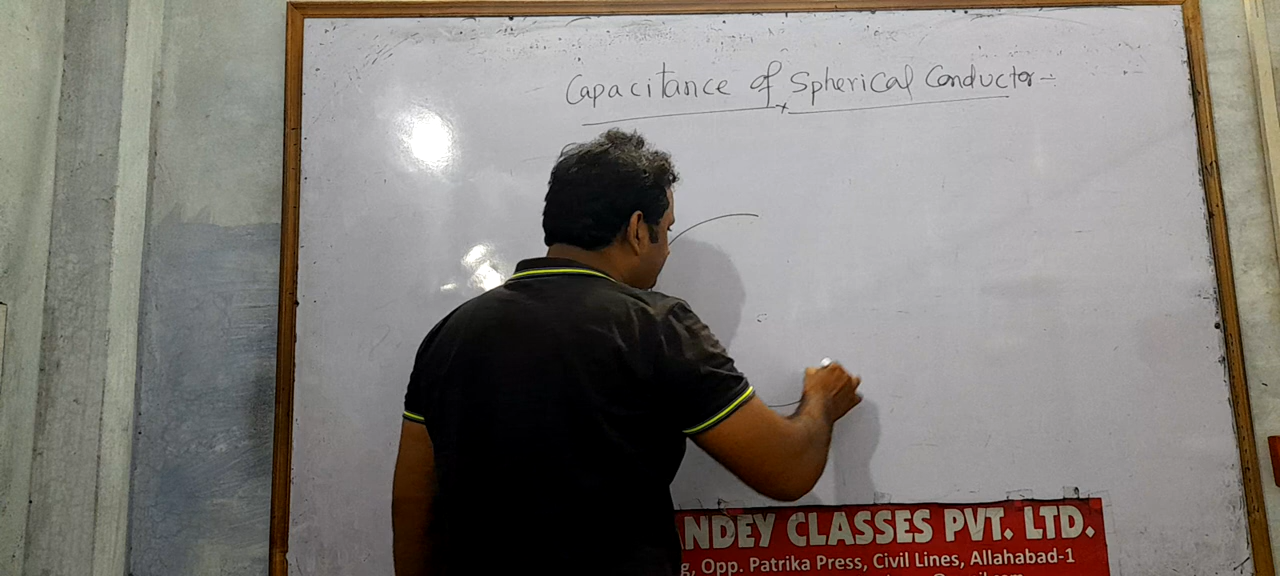 Capacitance of Spherical Conductor :-
NDEY CLASSES PVT. LTD.
g, Opp. Patrika Press, Civil Lines, Allahabad-1